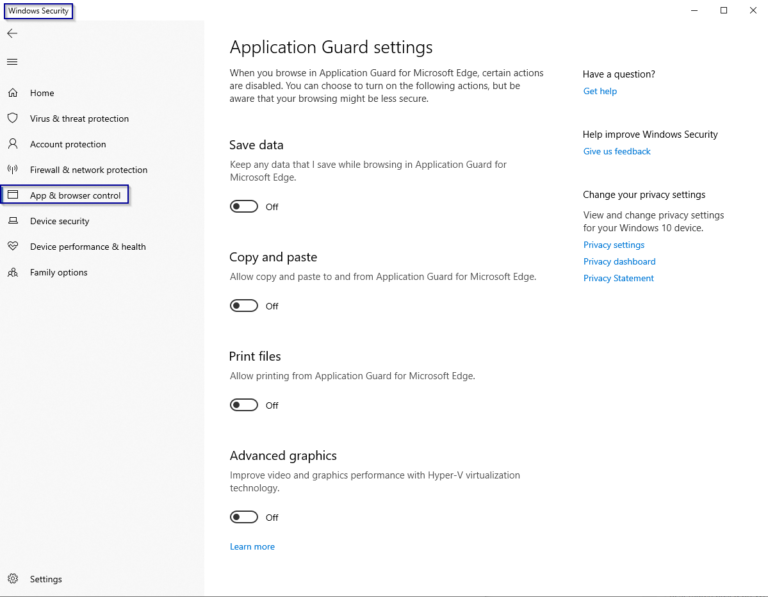 Windows Security
Home
Virus & threat protection
Account protection
Firewall & network protection
App & browser control
Device security
Device performance & health
Family options
Settings
Application Guard settings
When you browse in Application Guard for Microsoft Edge, certain actions
are disabled. You can choose to turn on the following actions, but be
aware that your browsing might be less secure.
Save data
Keep any data that I save while browsing in Application Guard for
Microsoft Edge.
Off
Copy and paste
Allow copy and paste to and from Application Guard for Microsoft Edge.
Off
Print files
Allow printing from Application Guard for Microsoft Edge.
Off
Advanced graphics
Improve video and graphics performance with Hyper-V virtualization
technology.
Off
Learn more
Have a question?
Get help
Help improve Windows Security
Give us feedback
Change your privacy settings
View and change privacy settings
for your Windows 10 device.
Privacy settings
Privacy dashboard
Privacy Statement